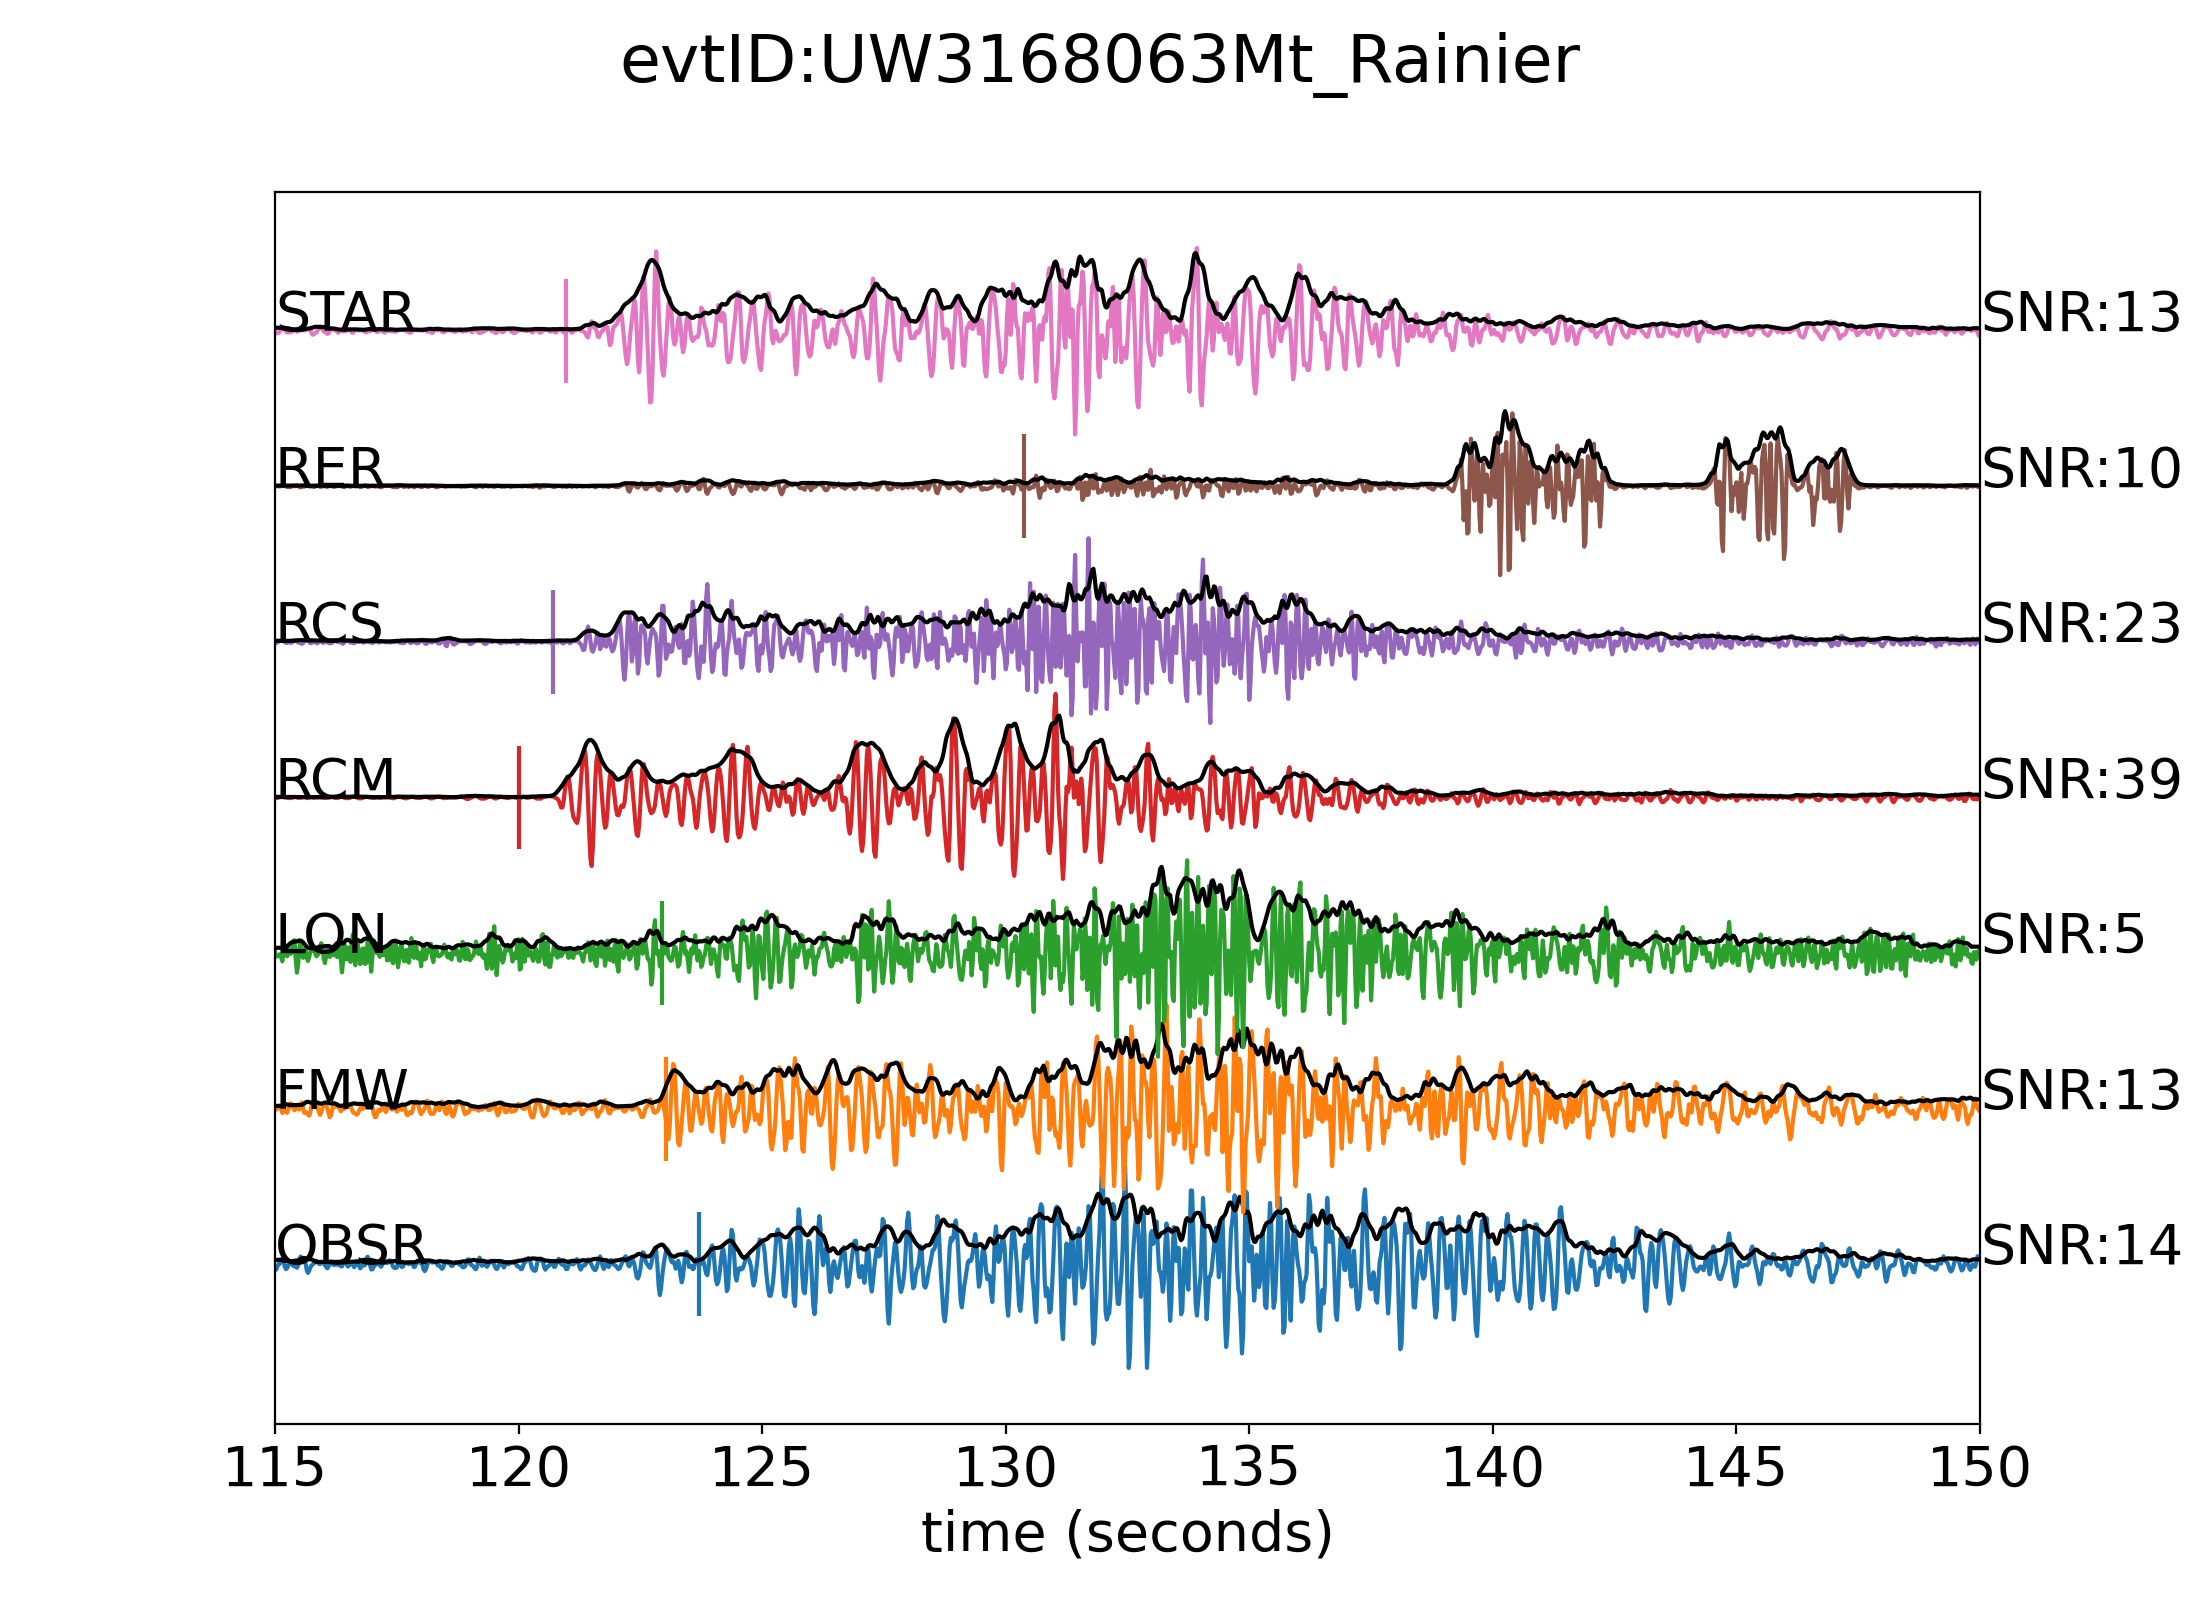 evtID:UW3168063Mt_Rainier
STAR SNR:13
RER SNR:10
RCS SNR:23
RCM SNR:39
LON SNR:5
FMW SNR:13
OBSR SNR:14
115 120 125 130 135 140 145 150
time (seconds)